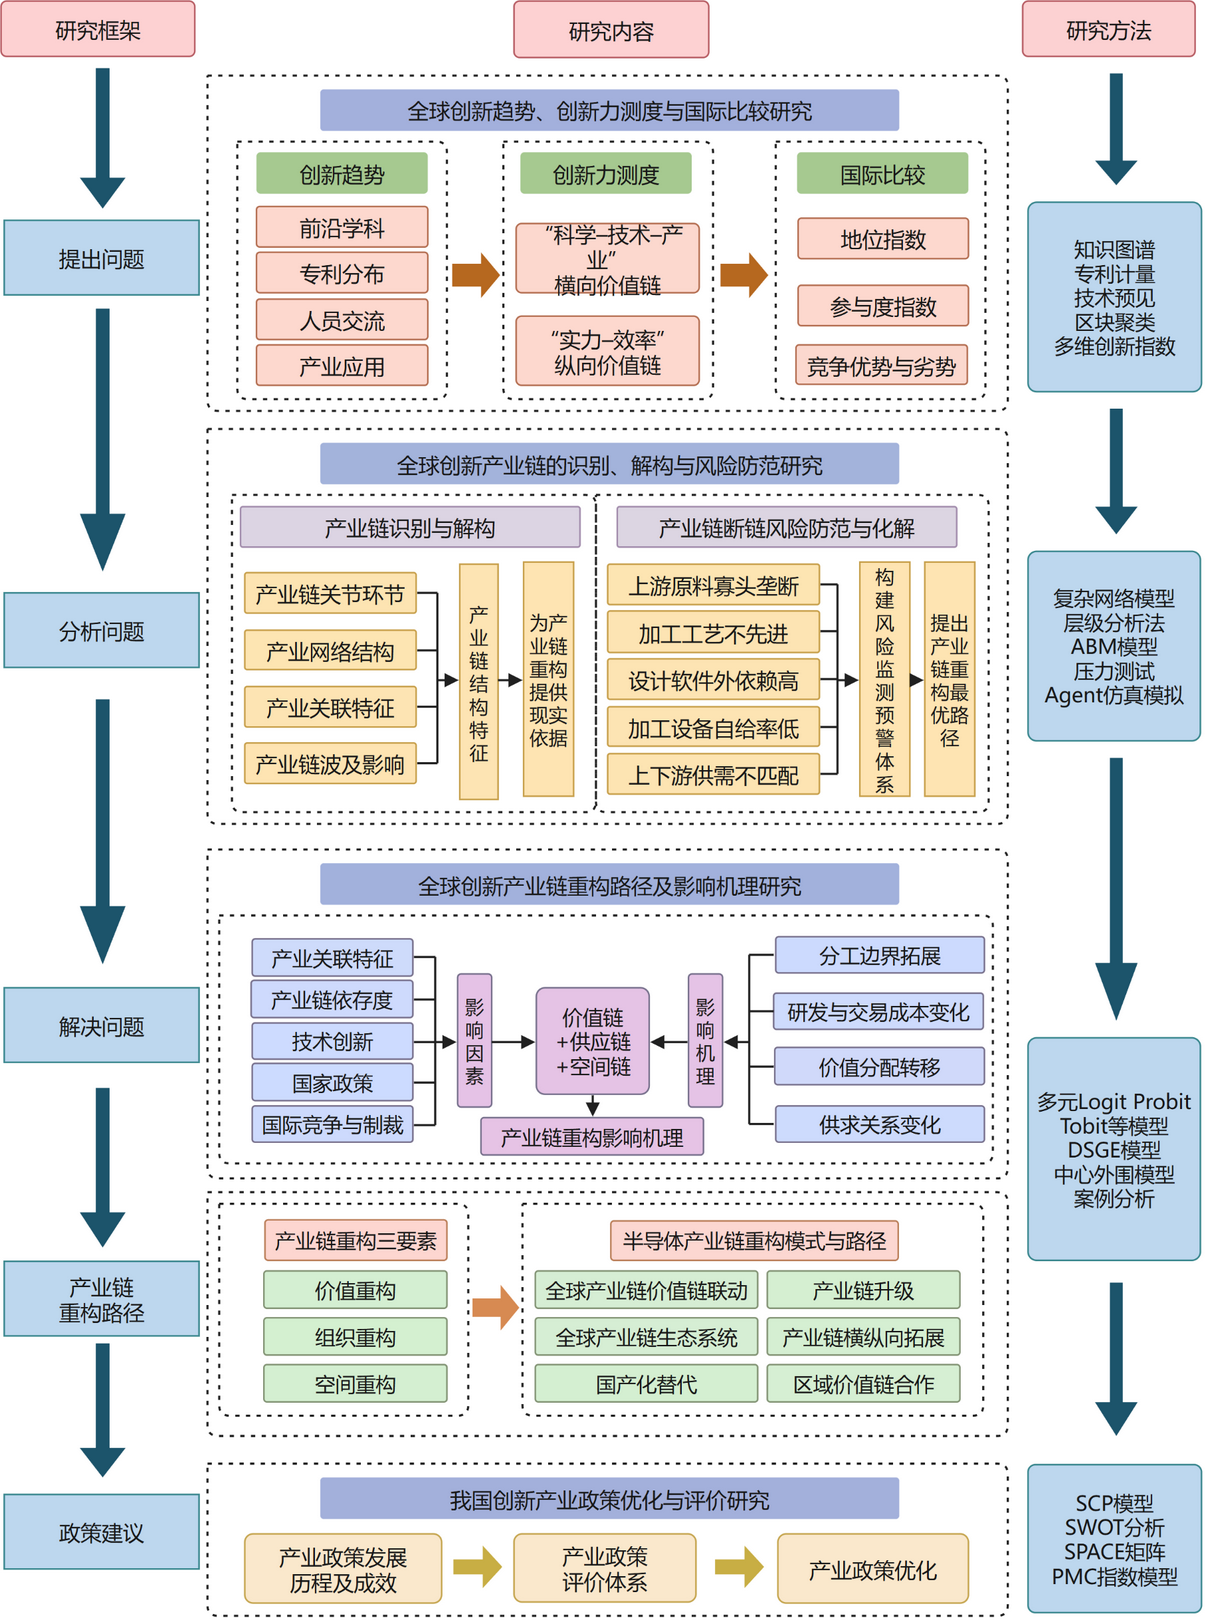 研究框架
研究内容
研究方法
全球创新趋势、创新力测度与国际比较研究
创新趋势
前沿学科
专利分布
人员交流
产业应用
创新力测度
“科学–技术–产
业”
横向价值链
“实力–效率”
纵向价值链
国际比较
地位指数
参与度指数
竞争优势与劣势
提出问题
知识图谱
专利计量
技术预见
区块聚类
多维创新指数
全球创新产业链的识别、解构与风险防范研究
产业链识别与解构
产业链关节环节
产业网络结构
产业关联特征
产业链波及影响
产业链结构特征
为产
业链
重构
提供
现实
依据
产业链断链风险防范与化解
上游原料寡头垄断
加工工艺不先进
设计软件外依赖高
加工设备自给率低
上下游供需不匹配
构建风险监测预警体系
提出
产业
链重
构最
优路
径
分析问题
复杂网络模型
层级分析法
ABM模型
压力测试
Agent仿真模拟
全球创新产业链重构路径及影响机理研究
产业关联特征
产业链依存度
技术创新
国家政策
国际竞争与制裁
影响因素
价值链
+供应链
+空间链
影响机理
分工边界拓展
研发与交易成本变化
价值分配转移
供求关系变化
产业链重构影响机理
解决问题
多元Logit Probit
Tobit等模型
DSGE模型
中心外围模型
案例分析
产业链重构三要素
价值重构
组织重构
空间重构
半导体产业链重构模式与路径
全球产业链价值链联动
产业链升级
全球产业链生态系统
产业链横纵向拓展
国产化替代
区域价值链合作
产业链
重构路径
我国创新产业政策优化与评价研究
产业政策发展
历程及成效
产业政策
评价体系
产业政策优化
政策建议
SCP模型
SWOT分析
SPACE矩阵
PMC指数模型